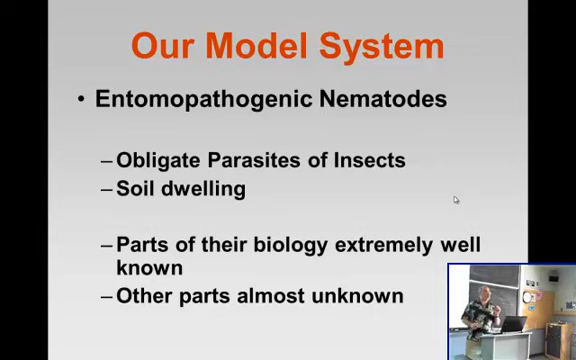 Our Model System
• Entomopathogenic Nematodes
–Obligate Parasites of Insects
–Soil dwelling
–Parts of their biology extremely well
known
–Other parts almost unknown